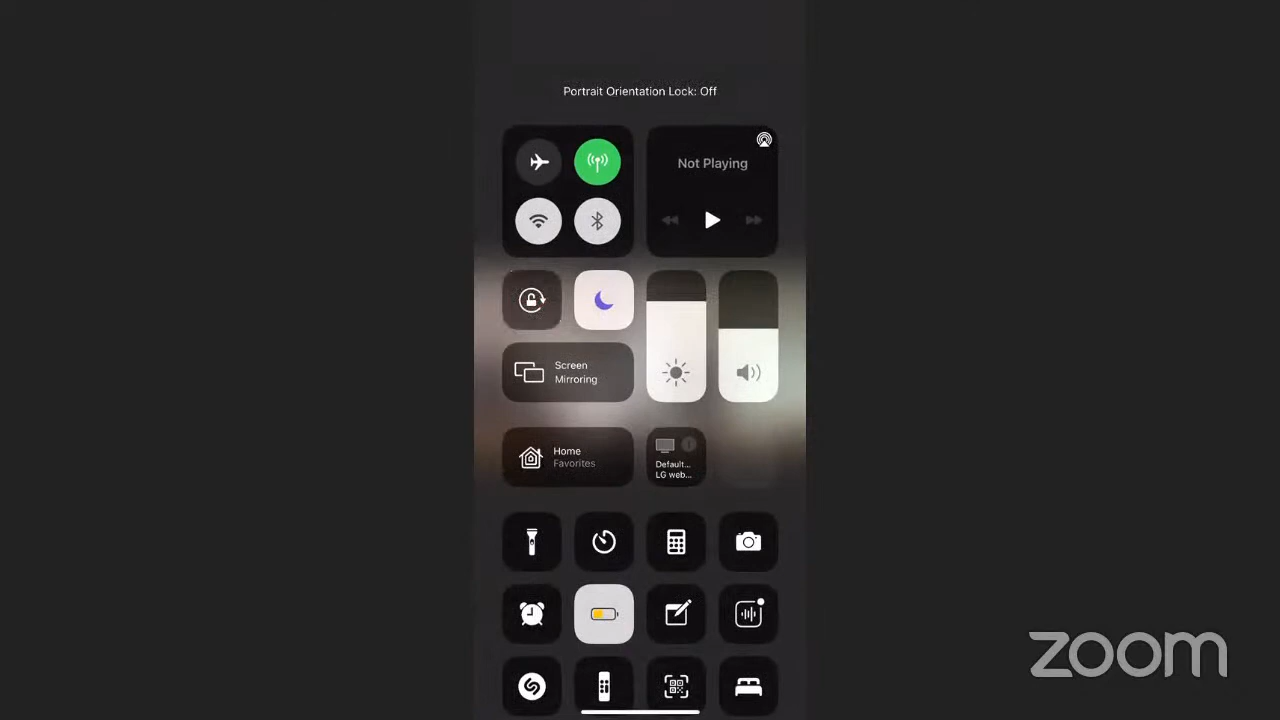 Portrait Orientation Lock: Off
Not Playing
Screen
Mirroring
Home
Favorites
Default...
LG web...
zoom